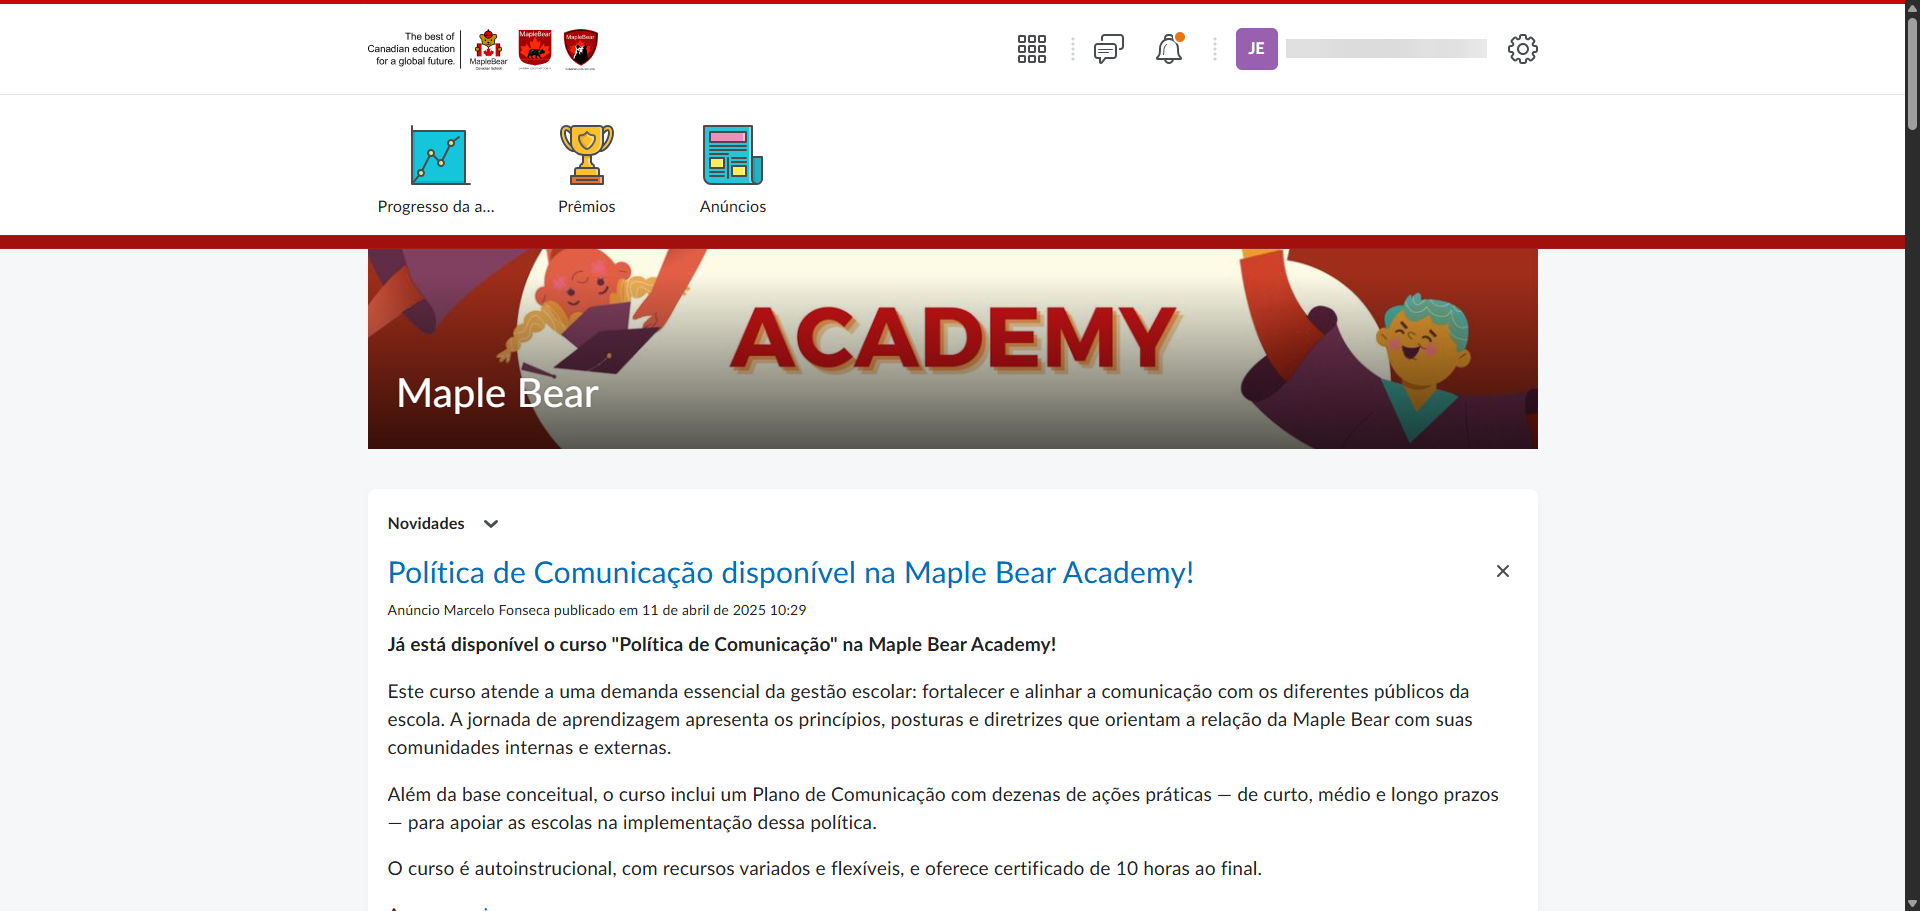 The best of
Canadian education
for a global future.
MapleBear
MapleBear
MapleBear
JE
Progresso da a...
Prêmios
Anúncios
ACADEMY
Maple Bear
Novidades
Política de Comunicação disponível na Maple Bear Academy!
Anúncio Marcelo Fonseca publicado em 11 de abril de 2025 10:29
Já está disponível o curso "Política de Comunicação" na Maple Bear Academy!
Este curso atende a uma demanda essencial da gestão escolar: fortalecer e alinhar a comunicação com os diferentes públicos da
escola. A jornada de aprendizagem apresenta os princípios, posturas e diretrizes que orientam a relação da Maple Bear com suas
comunidades internas e externas.
Além da base conceitual, o curso inclui um Plano de Comunicação com dezenas de ações práticas — de curto, médio e longo prazos
— para apoiar as escolas na implementação dessa política.
O curso é autoinstrucional, com recursos variados e flexíveis, e oferece certificado de 10 horas ao final.